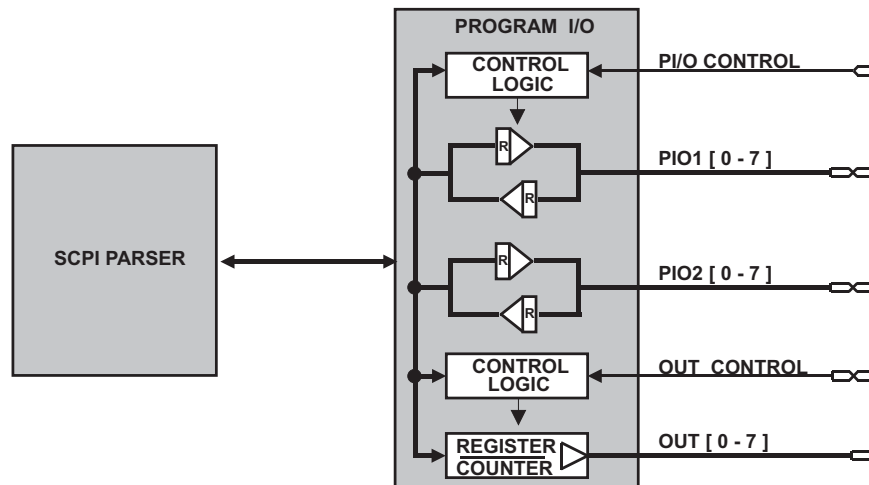 PROGRAM I/O
CONTROL
LOGIC
PI/O CONTROL
R
PIO1 [ 0 - 7 ]
R
SCPI PARSER
R
PIO2 [ 0 - 7 ]
R
CONTROL
LOGIC
OUT CONTROL
REGISTER
COUNTER
OUT [ 0 - 7 ]